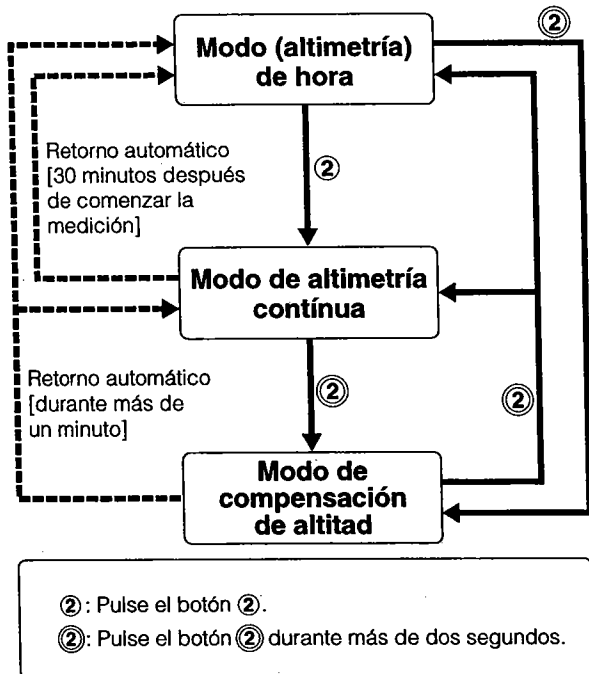 Modo (altimetría)
de hora
②
Retorno automático
[30 minutos después
de comenzar la
medición]
②
Modo de altimetría
contínua
Retorno automático
[durante más de
un minuto]
②
②
Modo de
compensación
de altitad
②: Pulse el botón ②.
②: Pulse el botón ② durante más de dos segundos.